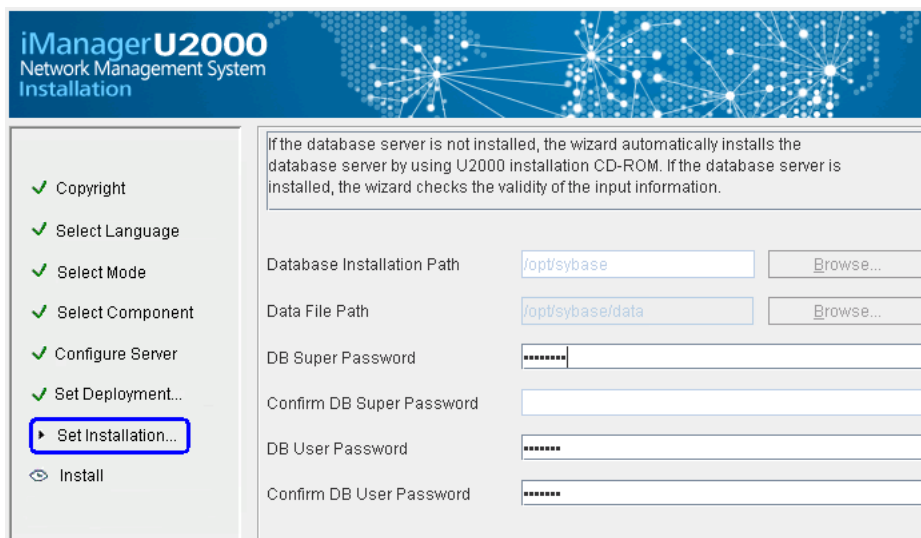 iManager U2000
Network Management System
Installation
If the database server is not installed, the wizard automatically installs the
database server by using U2000 installation CD-ROM. If the database server is
installed, the wizard checks the validity of the input information.
Copyright
Select Language
Select Mode
Select Component
Configure Server
Set Deployment...
Set Installation...
Install
Database Installation Path
/opt/sybase
Browse...
Data File Path
/opt/sybase/data
Browse...
DB Super Password
••••••••
Confirm DB Super Password
DB User Password
•••••••
Confirm DB User Password
•••••••